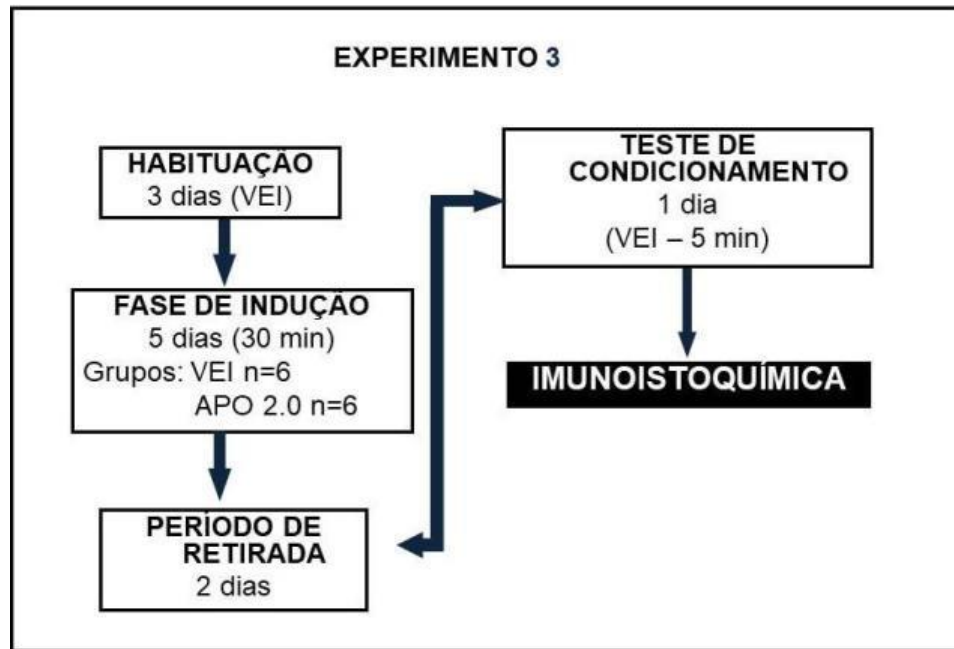 EXPERIMENTO 3
HABITUAÇÃO
3 dias (VEI)
FASE DE INDUÇÃO
5 dias (30 min)
Grupos: VEI n=6
APO 2.0 n=6
PERÍODO DE
RETIRADA
2 dias
TESTE DE
CONDICIONAMENTO
1 dia
(VEI – 5 min)
IMUNOISTOQUÍMICA